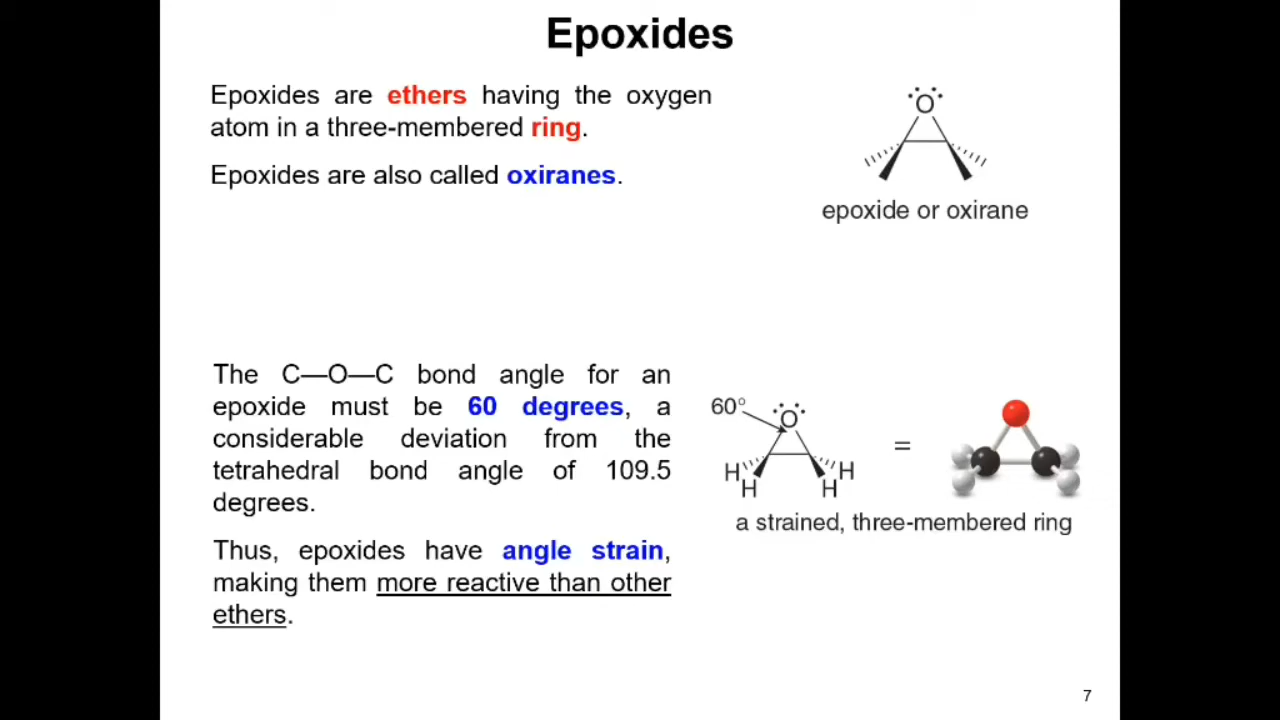 Epoxides
Epoxides are ethers having the oxygen
atom in a three-membered ring.
Epoxides are also called oxiranes.
O
epoxide or oxirane
The C—O—C bond angle for an
epoxide must be 60 degrees, a
considerable deviation from the
tetrahedral bond angle of 109.5
degrees.
Thus, epoxides have angle strain,
making them more reactive than other
ethers.
60°
O
=
H H
H H
a strained, three-membered ring
7